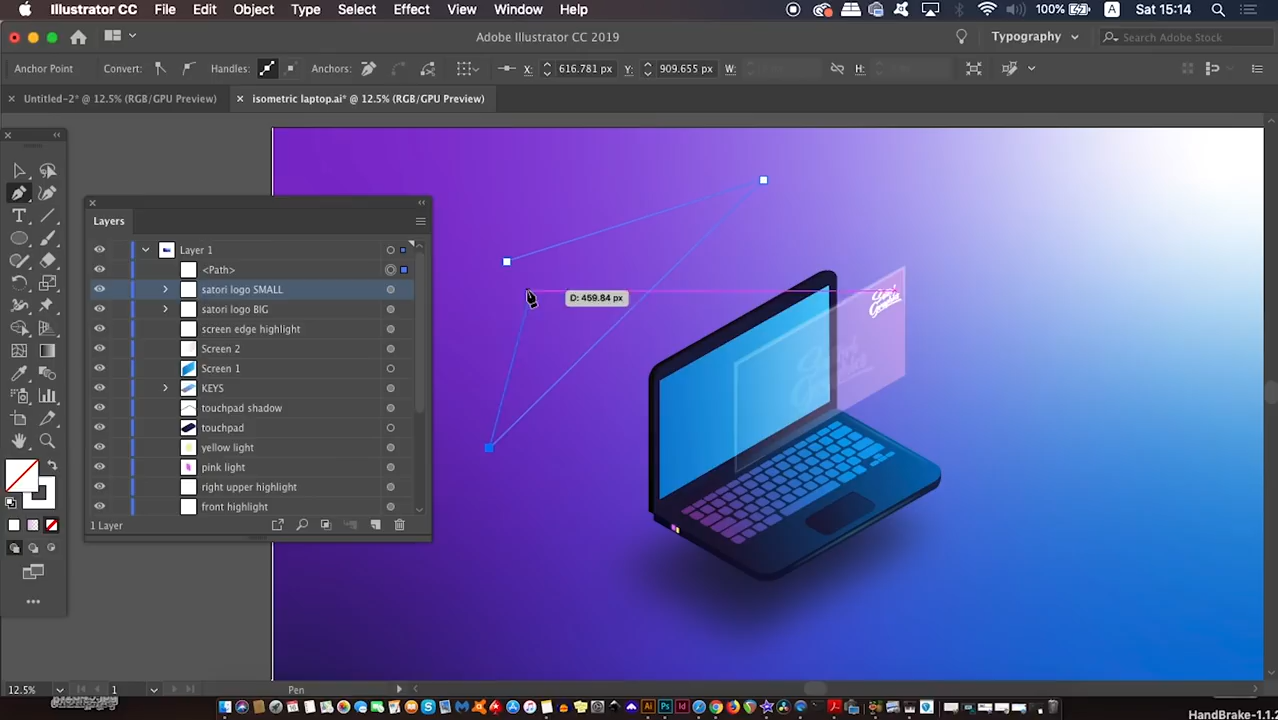 Illustrator CC File Edit Object Type Select Effect View Window Help 100% A Sat 15:14
Adobe Illustrator CC 2019 Typography Search Adobe Stock
Anchor Point Convert: Handles: Anchors: X: 616.781 px Y: 909.655 px W: H:
Untitled-2* @ 12.5% (RGB/GPU Preview) isometric laptop.ai* @ 12.5% (RGB/GPU Preview)
Layers
Layer 1
<Path>
satori logo SMALL
satori logo BIG
screen edge highlight
Screen 2
Screen 1
KEYS
touchpad shadow
touchpad
yellow light
pink light
right upper highlight
front highlight
1 Layer
D: 459.84 px
12.5% 1 Pen
HandBrake-1.1.